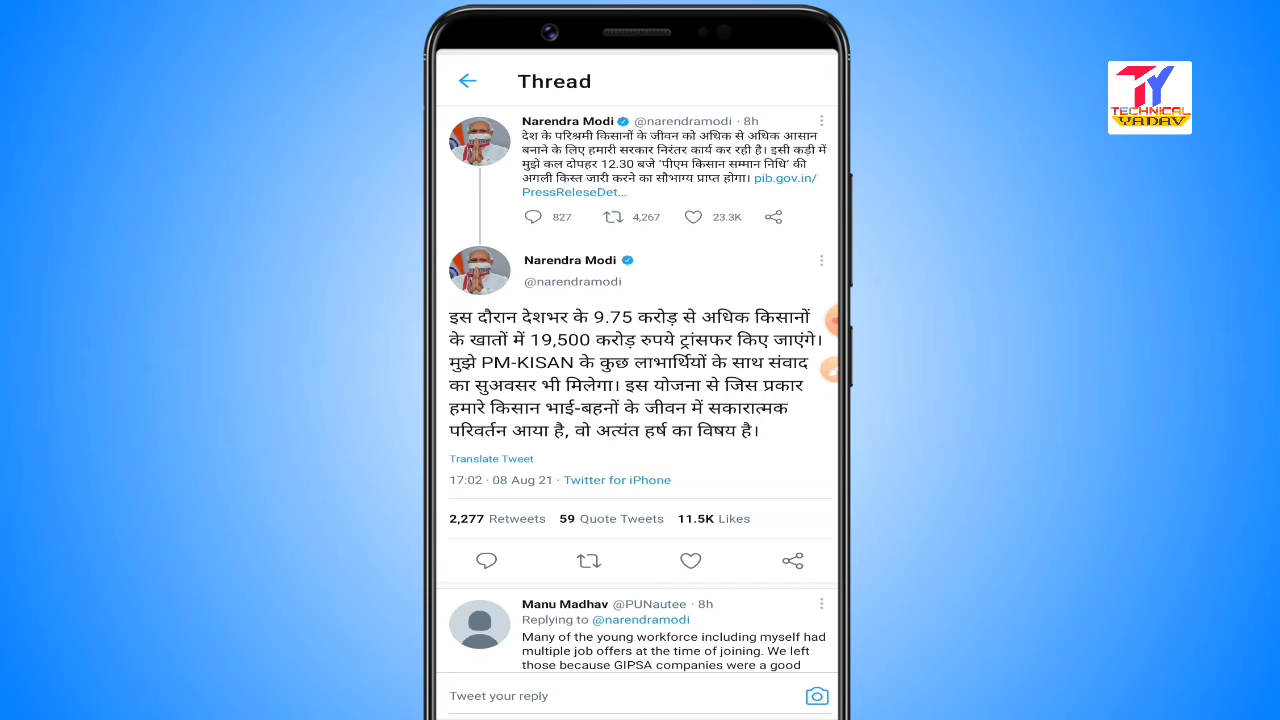 Thread
TY
TECHNICAL
YADAV
Narendra Modi @narendramodi · 8h
देश के परिश्रमी किसानों के जीवन को अधिक से अधिक आसान
बनाने के लिए हमारी सरकार निरंतर कार्य कर रही है। इसी कड़ी में
मुझे कल दोपहर 12.30 बजे ‘पीएम किसान सम्मान निधि’ की
अगली किस्त जारी करने का सौभाग्य प्राप्त होगा। pib.gov.in/
PressReleseDet…
827 4,267 23.3K
Narendra Modi
@narendramodi
इस दौरान देशभर के 9.75 करोड़ से अधिक किसानों
के खातों में 19,500 करोड़ रुपये ट्रांसफर किए जाएंगे।
मुझे PM-KISAN के कुछ लाभार्थियों के साथ संवाद
का सुअवसर भी मिलेगा। इस योजना से जिस प्रकार
हमारे किसान भाई-बहनों के जीवन में सकारात्मक
परिवर्तन आया है, वो अत्यंत हर्ष का विषय है।
Translate Tweet
17:02 · 08 Aug 21 · Twitter for iPhone
2,277 Retweets 59 Quote Tweets 11.5K Likes
Manu Madhav @PUNautee · 8h
Replying to @narendramodi
Many of the young workforce including myself had
multiple job offers at the time of joining. We left
those because GIPSA companies were a good
Tweet your reply